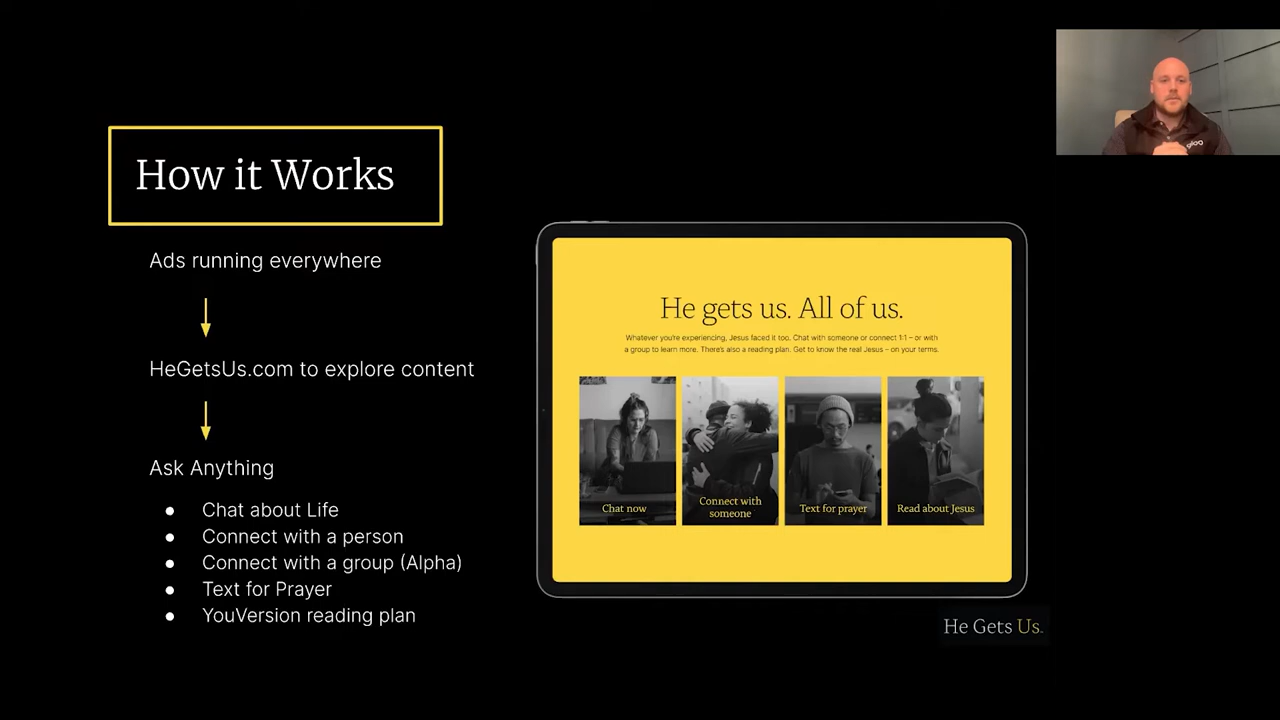 How it Works
Ads running everywhere
HeGetsUs.com to explore content
Ask Anything
● Chat about Life
● Connect with a person
● Connect with a group (Alpha)
● Text for Prayer
● YouVersion reading plan
He gets us. All of us.
Whatever you're experiencing, Jesus faced it too. Chat with someone or connect 1:1 – or with
a group to learn more. There's also a reading plan. Get to know the real Jesus – on your terms.
Chat now
Connect with
someone
Text for prayer
Read about Jesus
He Gets Us.
gloo